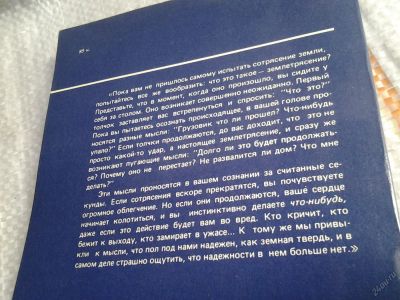 85 к.
«Пока вам не пришлось самому испытать сотрясение земли,
попытайтесь все же вообразить: что это такое — землетрясение?
Представьте, что в момент, когда оно произошло, вы сидите у
себя за столом. Оно возникает совершенно неожиданно. Первый
толчок заставляет вас встрепенуться и спросить: "Что это?"
Пока вы пытаетесь осознать происходящее, в вашей голове про-
носятся разные мысли: "Грузовик что ли прошел? Что-нибудь
упало?" Если толчки продолжаются, до вас доходит, что это не
просто какой-то удар, а настоящее землетрясение, и сразу же
возникают пугающие мысли: "Долго ли это будет продолжать-
ся? Почему оно не перестает? Не развалится ли дом? Что мне
делать?"
Эти мысли проносятся в вашем сознании за считанные се-
кунды. Если сотрясения вскоре прекратятся, вы почувствуете
огромное облегчение. Но если они продолжаются, ваше сердце
начинает колотиться, и вы инстинктивно делаете что-нибудь,
даже если это действие будет вам во вред. Кто кричит, кто
бежит к выходу, кто замирает в ужасе... К тому же мы привы-
кли к мысли, что пол под нами надежен, как земная твердь, и в
самом деле страшно ощутить, что надежности в нем больше нет.»
24au.ru